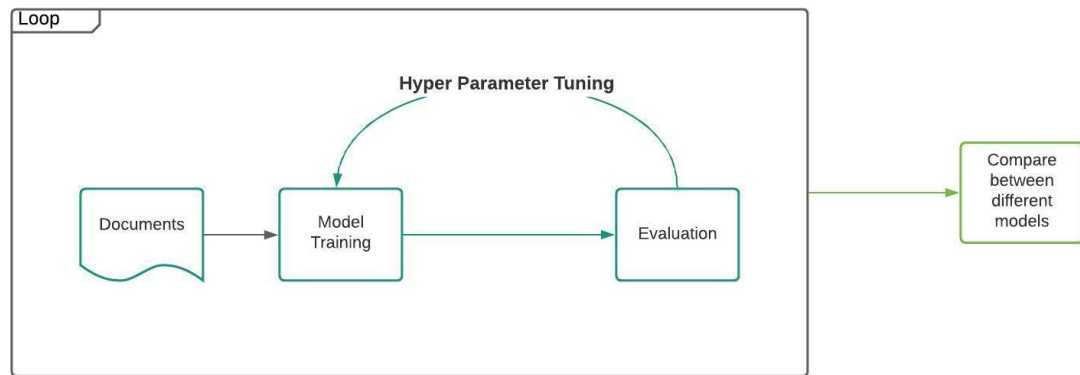 Loop
Hyper Parameter Tuning
Documents
Model
Training
Evaluation
Compare
between
different
models